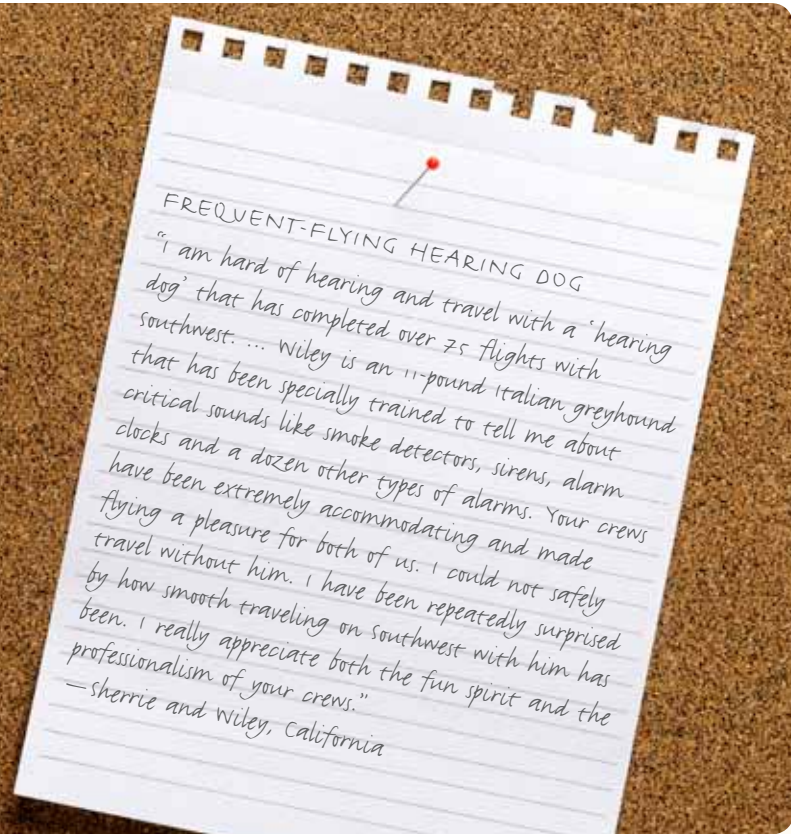 FREQUENT-FLYING HEARING DOG
“I am hard of hearing and travel with a ‘hearing
dog’ that has completed over 75 flights with
Southwest. ... Wiley is an 11-pound Italian greyhound
that has been specially trained to tell me about
critical sounds like smoke detectors, sirens, alarm
clocks and a dozen other types of alarms. Your crews
have been extremely accommodating and made
flying a pleasure for both of us. I could not safely
travel without him. I have been repeatedly surprised
by how smooth traveling on Southwest with him has
been. I really appreciate both the fun spirit and the
professionalism of your crews.”
—Sherrie and Wiley, California